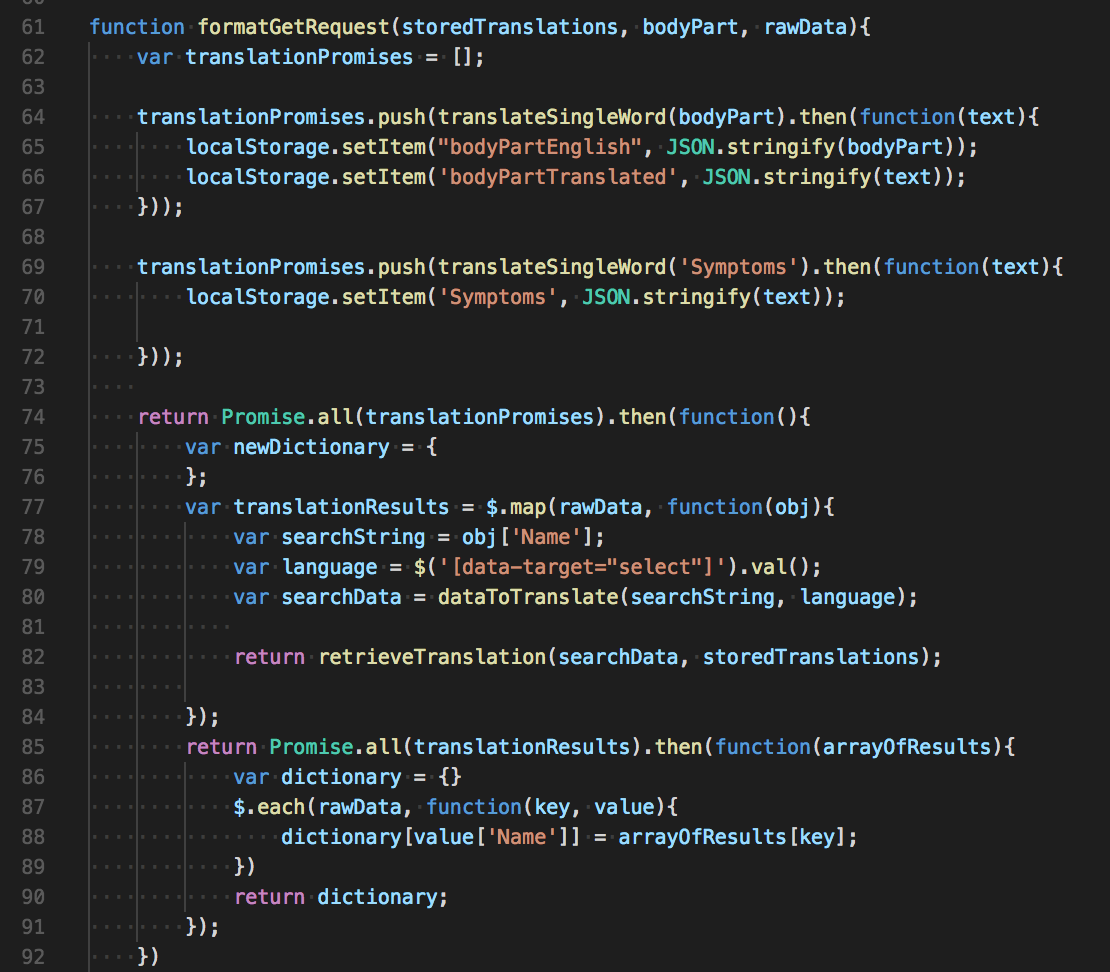 61 function formatGetRequest(storedTranslations, bodyPart, rawData){
62     var translationPromises = [];
63
64     translationPromises.push(translateSingleWord(bodyPart).then(function(text){
65         localStorage.setItem("bodyPartEnglish", JSON.stringify(bodyPart));
66         localStorage.setItem('bodyPartTranslated', JSON.stringify(text));
67     }));
68
69     translationPromises.push(translateSingleWord('Symptoms').then(function(text){
70         localStorage.setItem('Symptoms', JSON.stringify(text));
71
72     }));
73
74     return Promise.all(translationPromises).then(function(){
75         var newDictionary = {
76         };
77         var translationResults = $.map(rawData, function(obj){
78             var searchString = obj['Name'];
79             var language = $('[data-target="select"]').val();
80             var searchData = dataToTranslate(searchString, language);
81
82             return retrieveTranslation(searchData, storedTranslations);
83
84         });
85         return Promise.all(translationResults).then(function(arrayOfResults){
86             var dictionary = {}
87             $.each(rawData, function(key, value){
88                 dictionary[value['Name']] = arrayOfResults[key];
89             })
90             return dictionary;
91         });
92     })